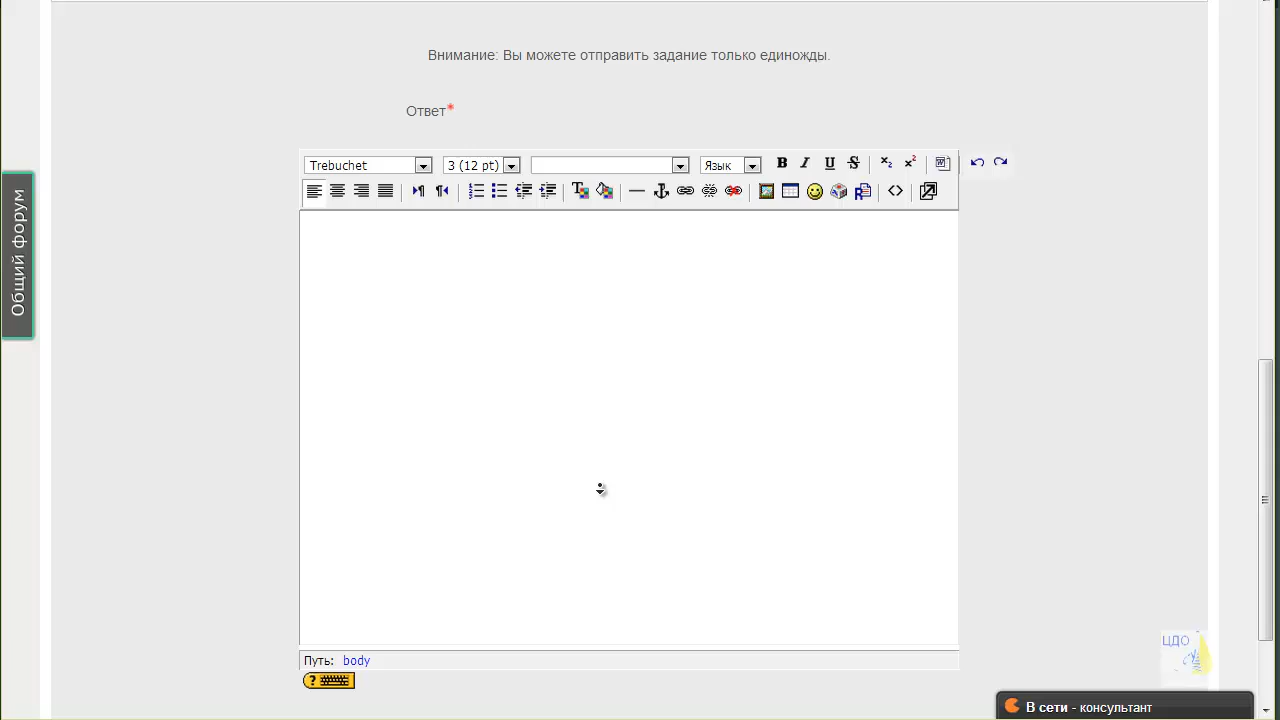 Внимание: Вы можете отправить задание только единожды.
Ответ*
Trebuchet 3 (12 pt) Язык B I U S
Общий форум
Путь: body
ЦДО
В сети - консультант